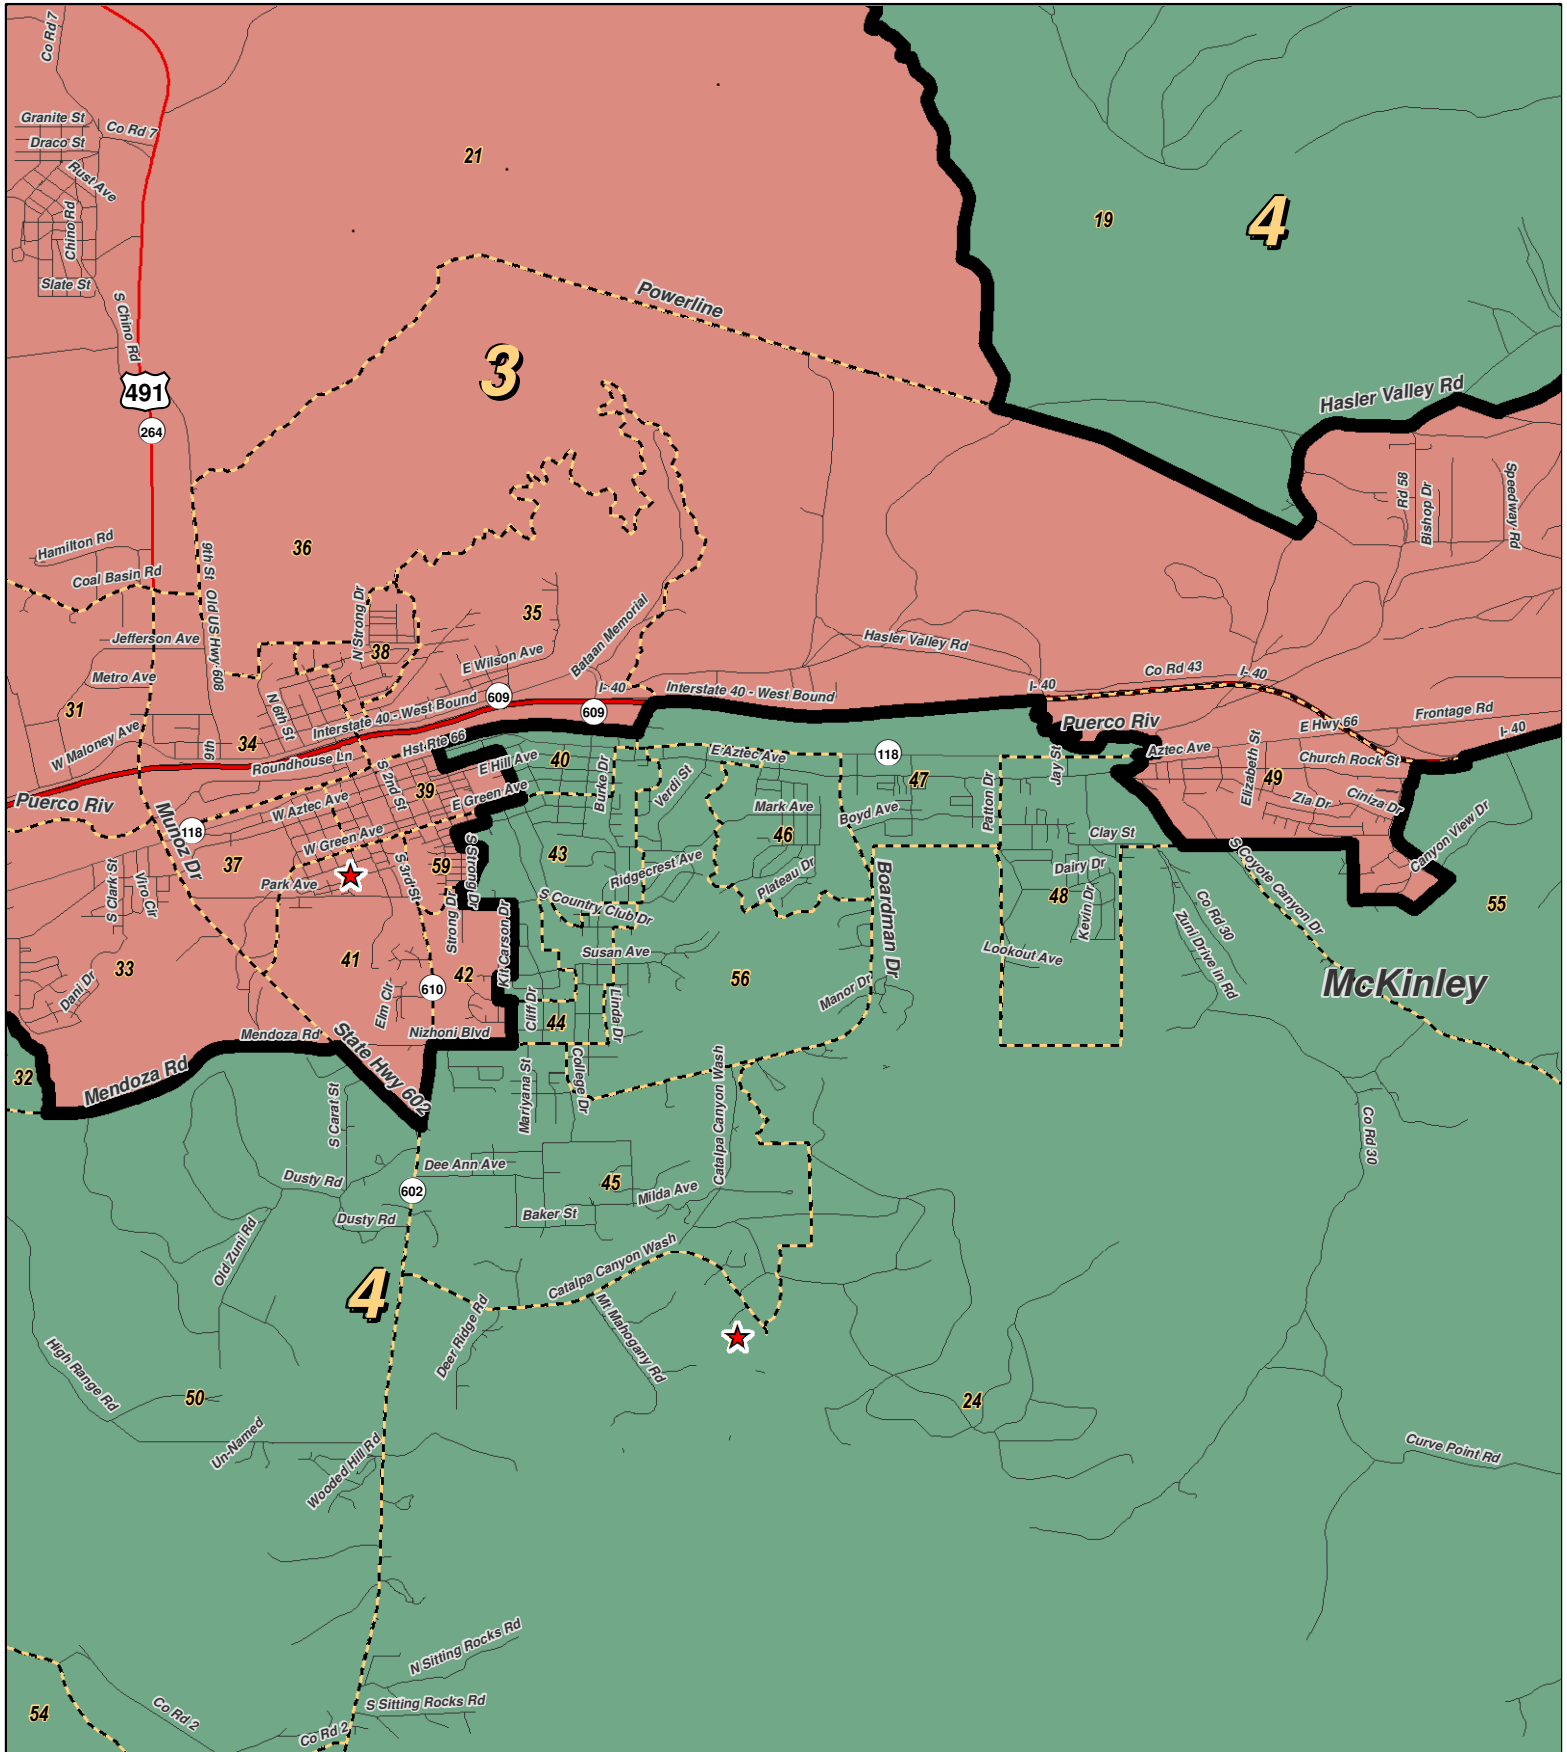 Co Rd 7
Granite St
Co Rd 7
Draco St
Rust Ave
21
19
4
Chino Rd
Slate St
S Chino Rd
Powerline
3
491
264
Hasler Valley Rd
Rd 58
Bishop Dr
Speedway Rd
Hamilton Rd
Coal Basin Rd
36
9th St
Old US Hwy 608
N Strong Dr
35
Bataan Memorial
Jefferson Ave
38
E Wilson Ave
Hasler Valley Rd
Metro Ave
Co Rd 43
I- 40
I- 40
I- 40
Interstate 40 - West Bound
609
609
31
N 6th St
Interstate 40 - West Bound
Puerco Riv
Frontage Rd
E Hwy 66
I- 40
W Maloney Ave
34
9th
Hst Rte 66
Roundhouse Ln
E Aztec Ave
118
Jay St
Aztec Ave
Elizabeth St
Church Rock St
40
E Hill Ave
Burke Dr
Verdi St
S 2nd St
39
E Green Ave
47
Patton Dr
49
Zia Dr
Ciniza Dr
Puerco Riv
Munoz Dr
118
W Aztec Ave
Mark Ave
46
Boyd Ave
Clay St
Canyon View Dr
W Green Ave
37
S 3rd St
59
S Strong Dr
43
Ridgecrest Ave
Plateau Dr
Dairy Dr
S Coyote Canyon Dr
S Clark St
Viro Cir
Park Ave
Boardman Dr
48
Kevin Dr
Co Rd 30
Zuni Drive In Rd
55
S Country Club Dr
Strong Dr
Kit Carson Dr
Susan Ave
Lookout Ave
33
Dani Dr
41
42
56
Manor Dr
McKinley
Elm Cir
610
Cliff Dr
Linda Dr
44
Mendoza Rd
Nizhoni Blvd
32
Mendoza Rd
State Hwy 602
Mariyana St
College Dr
Catalpa Canyon Wash
S Carat St
Co Rd 30
Dusty Rd
Dee Ann Ave
602
45
Milda Ave
Dusty Rd
Baker St
Old Zuni Rd
Catalpa Canyon Wash
4
Deer Ridge Rd
Mt Mahogany Rd
High Range Rd
50
24
Un-Named
Wooded Hill Rd
Curve Point Rd
N Sitting Rocks Rd
54
Co Rd 2
S Sitting Rocks Rd
Co Rd 2